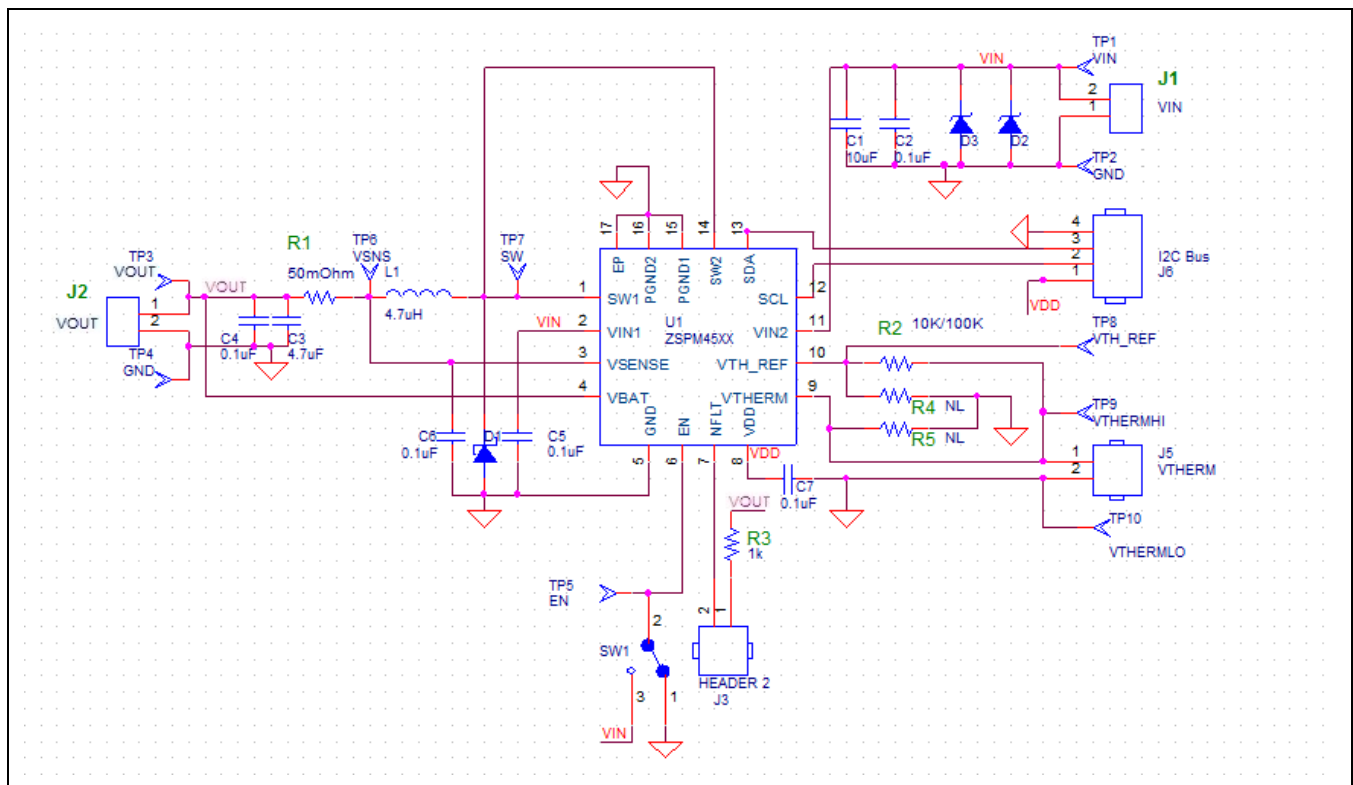 TP1
VIN
VIN
J1
2
1
VIN
C1
10uF
C2
0.1uF
D3
D2
TP2
GND
17
16
15
14
13
EP
PGND2
PGND1
SW2
SDA
4
3
2
1
I2C Bus
J6
VDD
R1
50mOhm
TP6
VSNS
L1
4.7uH
TP7
SW
TP3
VOUT
J2
VOUT
1
2
VOUT
TP4
GND
C4
0.1uF
C3
4.7uF
VIN
1
2
3
4
SW1
VIN1
VSENSE
VBAT
U1
ZSPM45XX
SCL
VIN2
VTH_REF
VTHERM
12
11
10
9
R2
10K/100K
TP8
VTH_REF
R4
NL
R5
NL
TP9
VTHERMHI
J5
VTHERM
1
2
TP10
VTHERMLO
GND
EN
NFLT
VDD
5
6
7
8
VDD
C6
0.1uF
D1
C5
0.1uF
C7
0.1uF
VOUT
R3
1k
TP5
EN
2
SW1
3
1
VIN
2
1
HEADER 2
J3